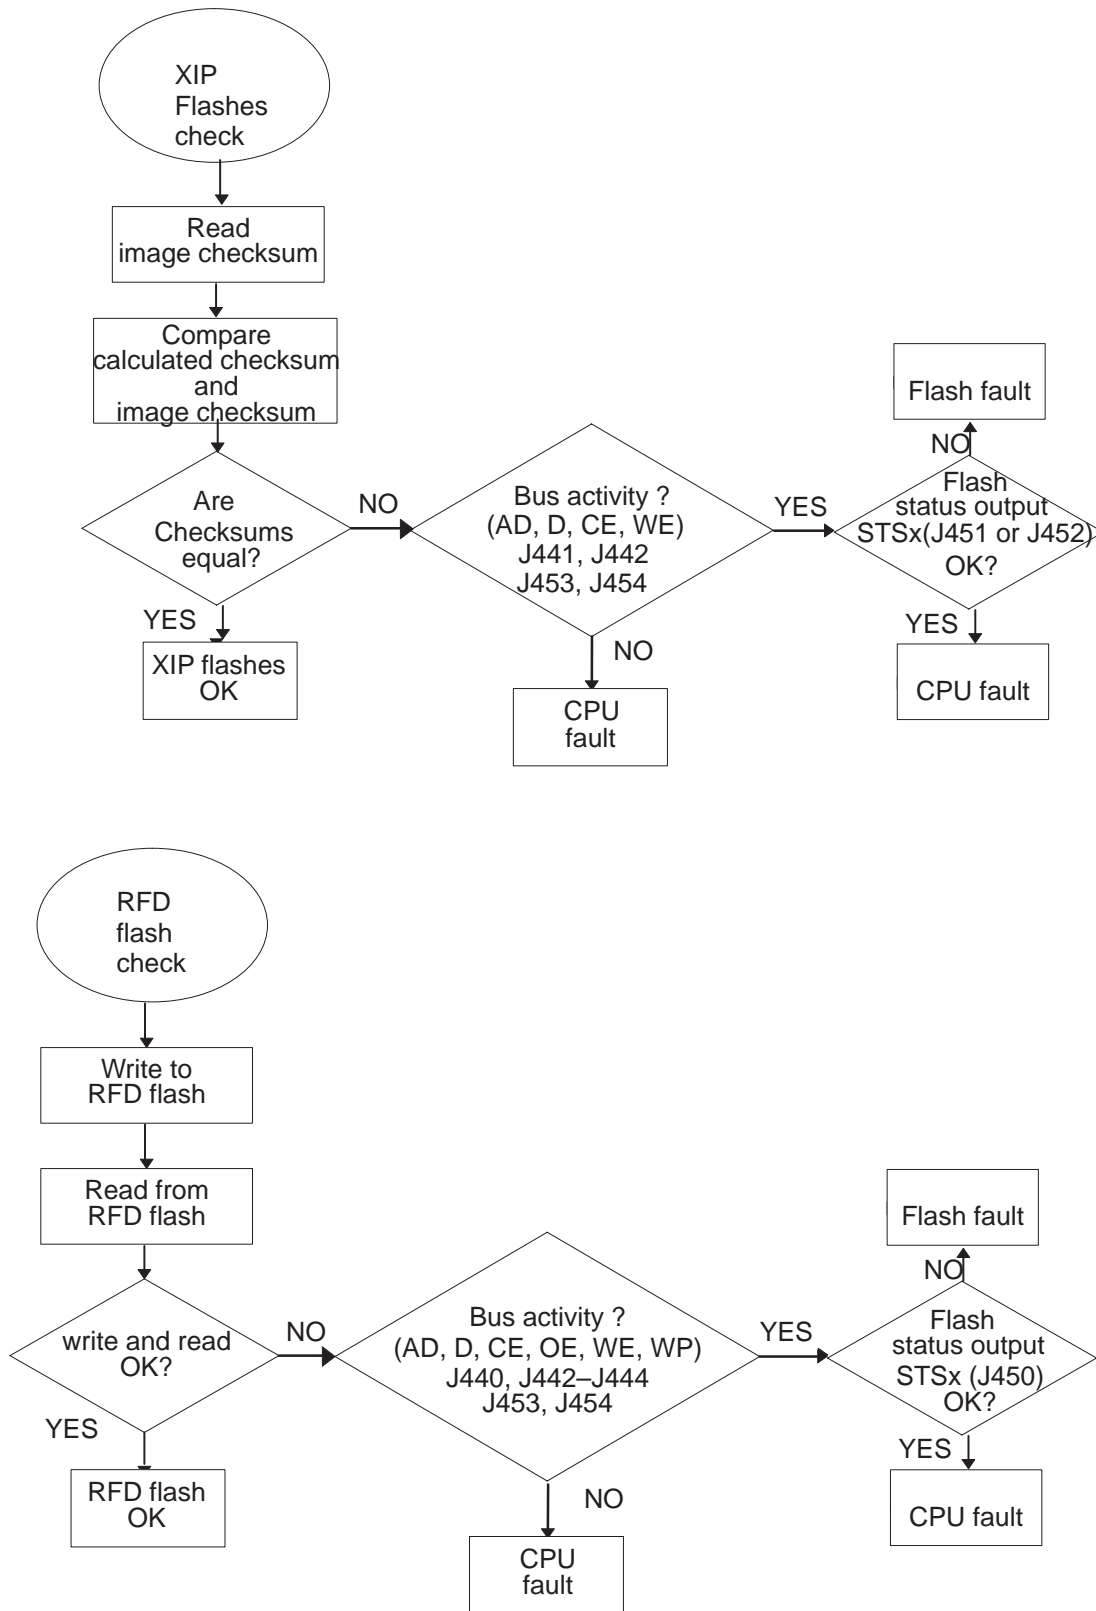 XIP
Flashes
check
Read
image checksum
Compare
calculated checksum
and
image checksum
Are
Checksums
equal?
NO
YES
XIP flashes
OK
Bus activity ?
(AD, D, CE, WE)
J441, J442
J453, J454
YES
NO
CPU
fault
Flash fault
NO
Flash
status output
STSx(J451 or J452)
OK?
YES
CPU fault
RFD
flash
check
Write to
RFD flash
Read from
RFD flash
write and read
OK?
NO
YES
RFD flash
OK
Bus activity ?
(AD, D, CE, OE, WE, WP)
J440, J442–J444
J453, J454
YES
NO
CPU
fault
Flash fault
NO
Flash
status output
STSx (J450)
OK?
YES
CPU fault